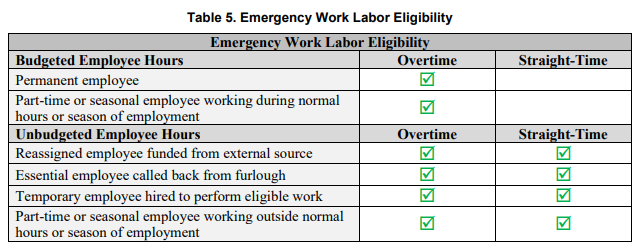 Table 5. Emergency Work Labor Eligibility
Emergency Work Labor Eligibility
Budgeted Employee Hours Overtime Straight-Time
Permanent employee ☑
Part-time or seasonal employee working during normal
hours or season of employment ☑
Unbudgeted Employee Hours Overtime Straight-Time
Reassigned employee funded from external source ☑ ☑
Essential employee called back from furlough ☑ ☑
Temporary employee hired to perform eligible work ☑ ☑
Part-time or seasonal employee working outside normal
hours or season of employment ☑ ☑